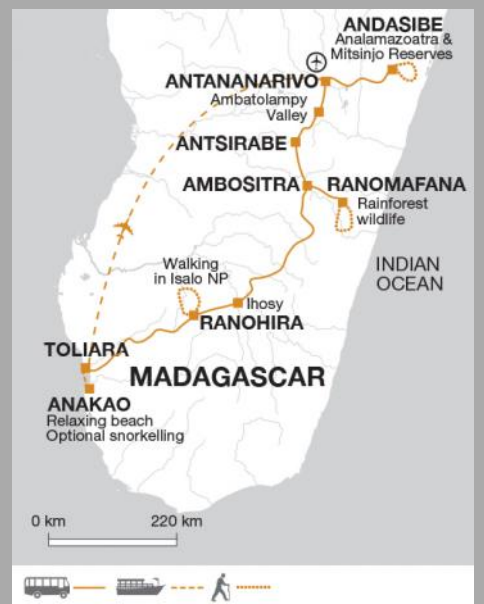 ANDASIBE
Analamazoatra &
Mitsinjo Reserves
ANTANANARIVO
Ambatolampy
Valley
ANTSIRABE
AMBOSITRA
RANOMAFANA
Rainforest
wildlife
INDIAN
OCEAN
Walking
in Isalo NP
Ihosy
RANOHIRA
TOLIARA
MADAGASCAR
ANAKAO
Relaxing beach
Optional snorkelling
0 km
220 km